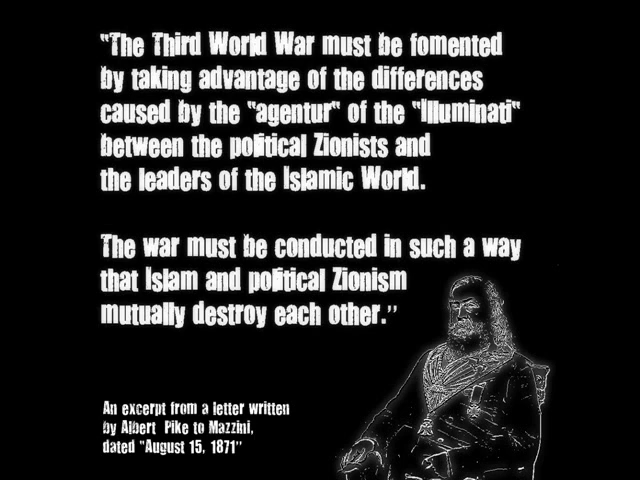 "The Third World War must be fomented
by taking advantage of the differences
caused by the "agentur" of the "Illuminati"
between the political Zionists and
the leaders of the Islamic World.
The war must be conducted in such a way
that Islam and political Zionism
mutually destroy each other."
An excerpt from a letter written
by Albert Pike to Mazzini,
dated "August 15, 1871"